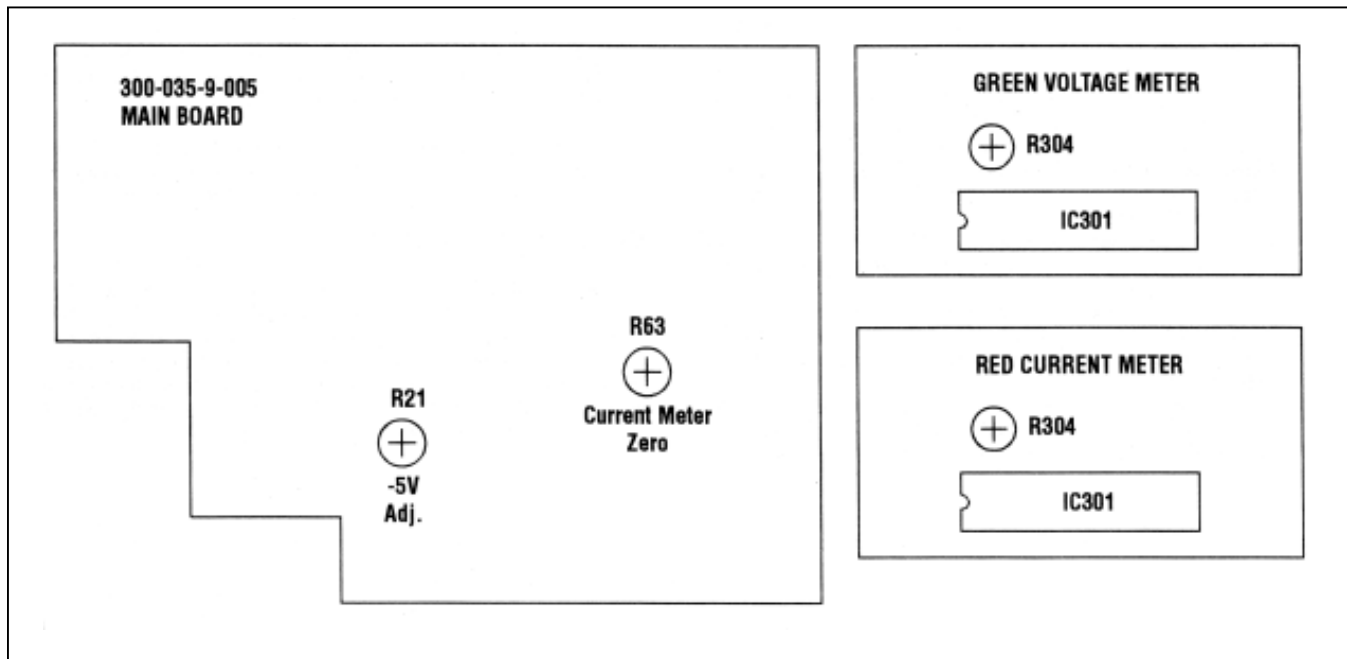 300-035-9-005
MAIN BOARD
R63
Current Meter
Zero
R21
-5V
Adj.
GREEN VOLTAGE METER
R304
IC301
RED CURRENT METER
R304
IC301